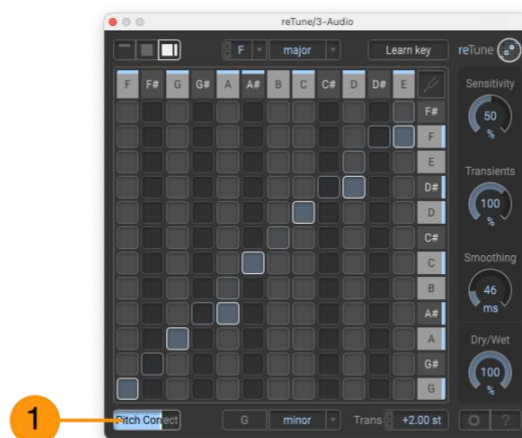 reTune/3-Audio
F major Learn key reTune
F F# G G# A A# B C C# D D# E
Sensitivity
50
%
F#
F
E
D#
D
C#
C
B
A#
A
G#
G
Transients
100
%
Smoothing
46
ms
Dry/Wet
100
%
1
Pitch Correct G minor Trans +2.00 st ?